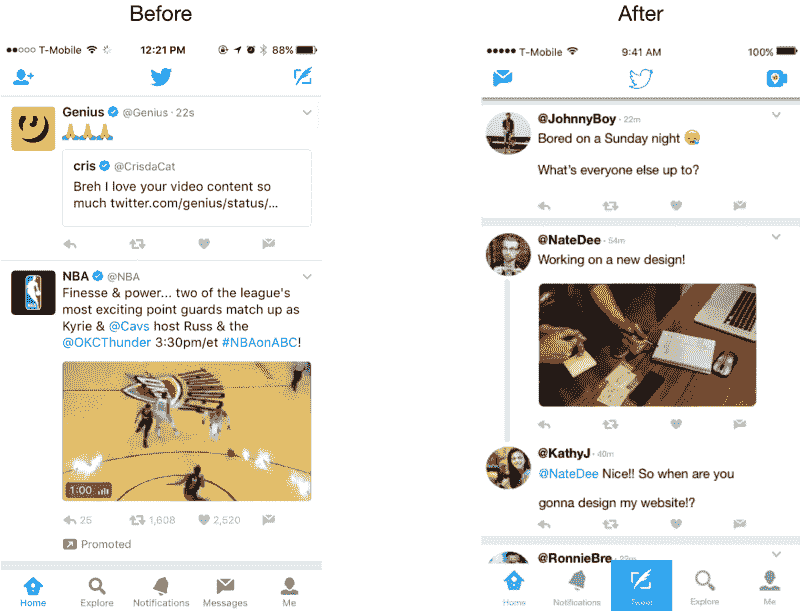 Before
T-Mobile 12:21 PM 88%
Genius @Genius · 22s
🙏🙏🙏
cris @CrisdaCat
Breh I love your video content so
much twitter.com/genius/status/...
NBA @NBA
Finesse & power... two of the league's
most exciting point guards match up as
Kyrie & @Cavs host Russ & the
@OKCThunder 3:30pm/et #NBAonABC!
1:00
25 1,608 2,520
Promoted
Home Explore Notifications Messages Me
After
T-Mobile 9:41 AM 100%
@JohnnyBoy · 22m
Bored on a Sunday night 😪
What's everyone else up to?
@NateDee · 54m
Working on a new design!
@KathyJ · 40m
@NateDee Nice!! So when are you
gonna design my website!?
@RonnieBre · 22m
Home Notifications Tweet Explore Me